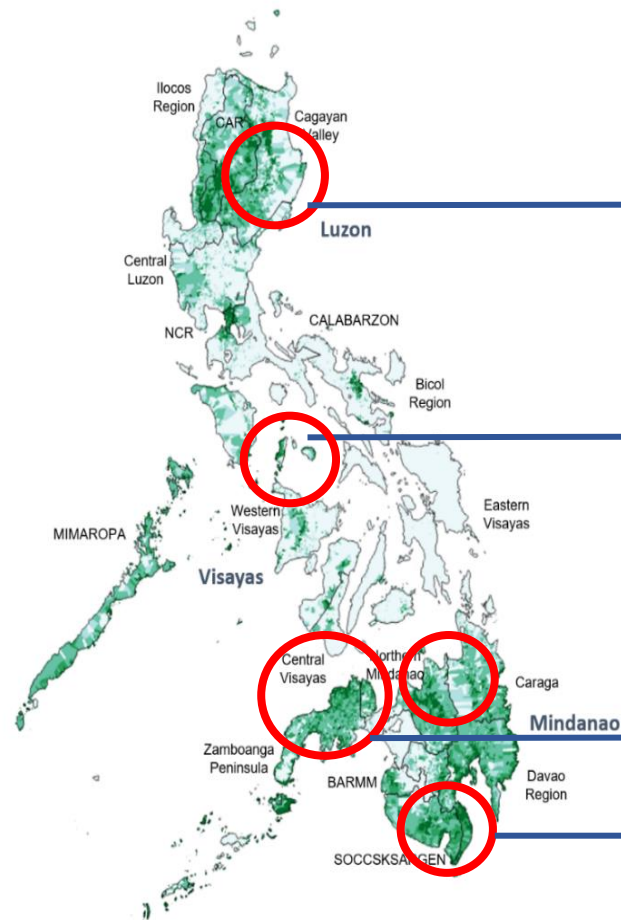 Ilocos
Region
CAR
Cagayan
Valley
Luzon
Central
Luzon
NCR
CALABARZON
Bicol
Region
Western
Visayas
Eastern
Visayas
MIMAROPA
Visayas
Central
Visayas
Northern
Mindanao
Caraga
Mindanao
Zamboanga
Peninsula
BARMM
Davao
Region
SOCCSKSARGEN